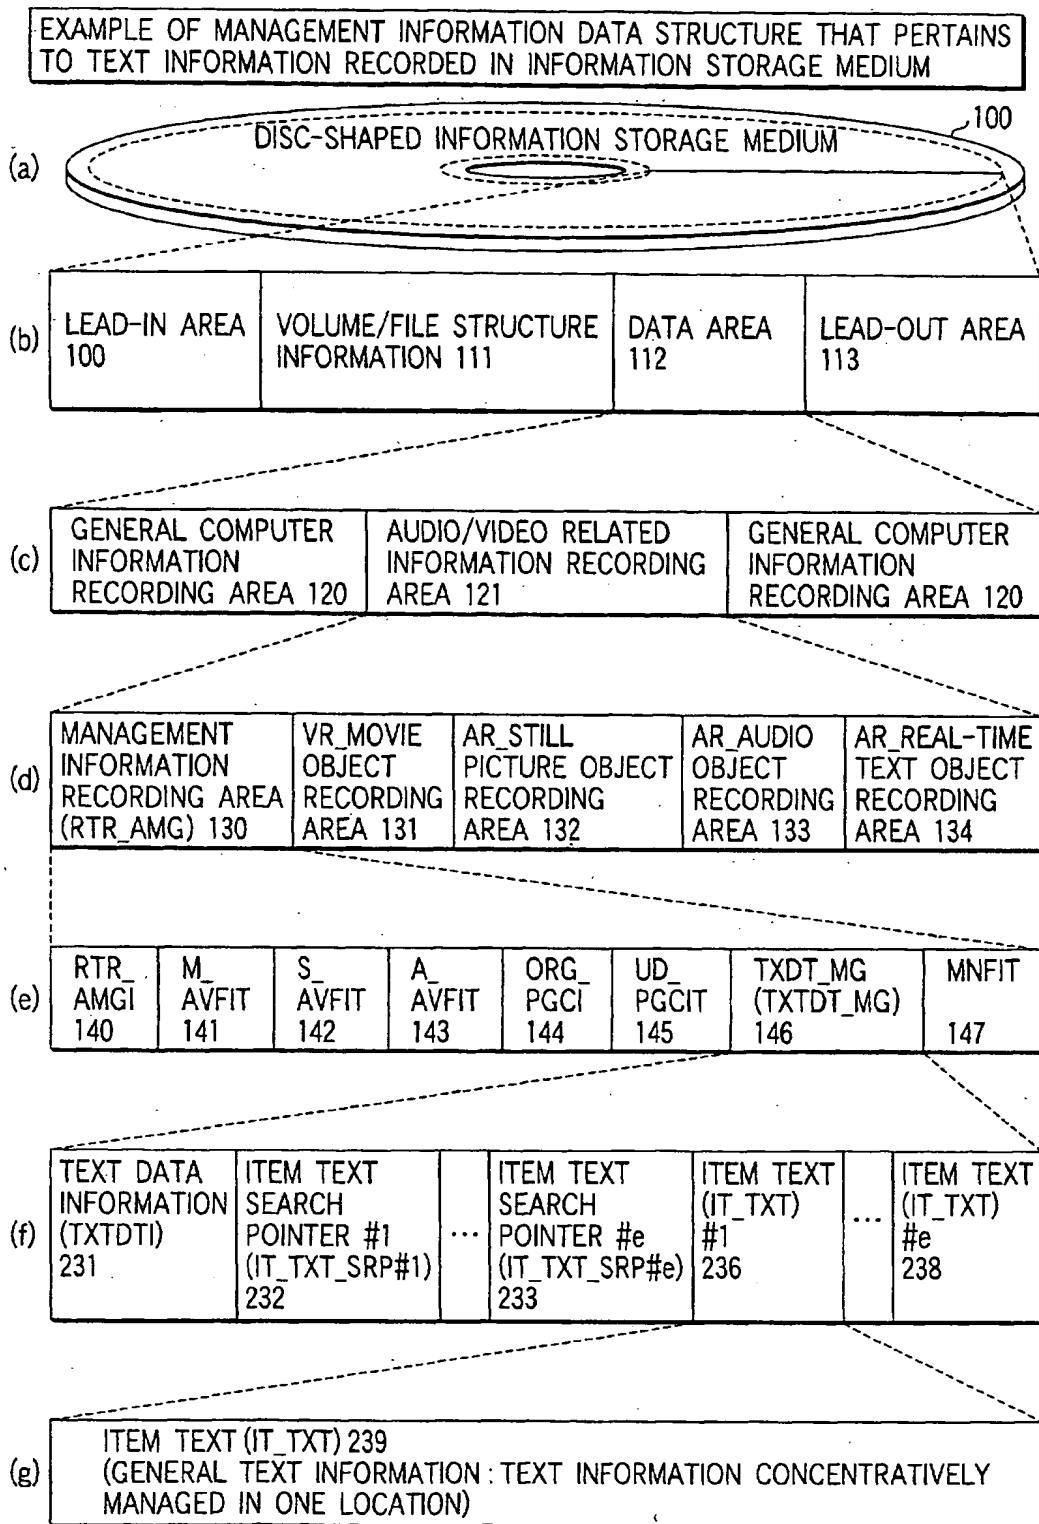 EXAMPLE OF MANAGEMENT INFORMATION DATA STRUCTURE THAT PERTAINS
TO TEXT INFORMATION RECORDED IN INFORMATION STORAGE MEDIUM
100
DISC-SHAPED INFORMATION STORAGE MEDIUM
(a)
(b)
LEAD-IN AREA
100
VOLUME/FILE STRUCTURE
INFORMATION 111
DATA AREA
112
LEAD-OUT AREA
113
(c)
GENERAL COMPUTER
INFORMATION
RECORDING AREA 120
AUDIO/VIDEO RELATED
INFORMATION RECORDING
AREA 121
GENERAL COMPUTER
INFORMATION
RECORDING AREA 120
(d)
MANAGEMENT
INFORMATION
RECORDING AREA
(RTR_AMG) 130
VR_MOVIE
OBJECT
RECORDING
AREA 131
AR_STILL
PICTURE OBJECT
RECORDING
AREA 132
AR_AUDIO
OBJECT
RECORDING
AREA 133
AR_REAL-TIME
TEXT OBJECT
RECORDING
AREA 134
(e)
RTR_
AMGI
140
M_
AVFIT
141
S_
AVFIT
142
A_
AVFIT
143
ORG_
PGCI
144
UD_
PGCIT
145
TXDT_MG
(TXTDT_MG)
146
MNFIT
147
(f)
TEXT DATA
INFORMATION
(TXTDTI)
231
ITEM TEXT
SEARCH
POINTER #1
(IT_TXT_SRP#1)
232
...
ITEM TEXT
SEARCH
POINTER #e
(IT_TXT_SRP#e)
233
ITEM TEXT
(IT_TXT)
#1
236
...
ITEM TEXT
(IT_TXT)
#e
238
(g)
ITEM TEXT (IT_TXT) 239
(GENERAL TEXT INFORMATION : TEXT INFORMATION CONCENTRATIVELY
MANAGED IN ONE LOCATION)